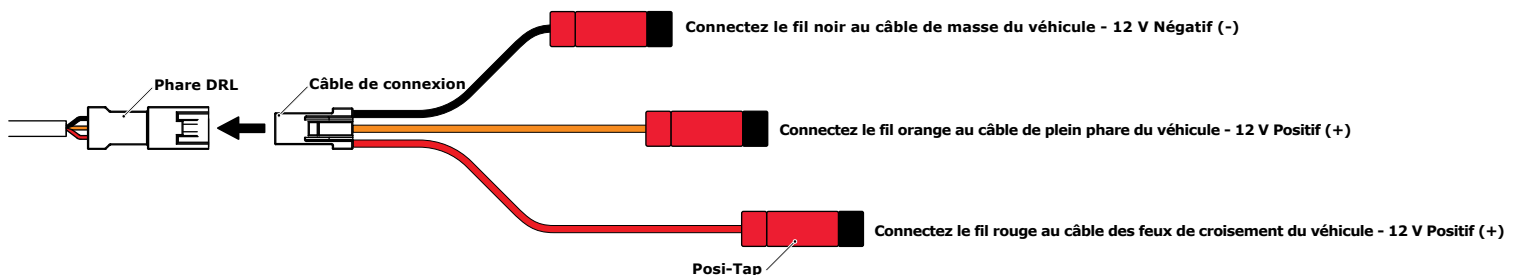 Connectez le fil noir au câble de masse du véhicule - 12 V Négatif (-)
Phare DRL
Câble de connexion
Connectez le fil orange au câble de plein phare du véhicule - 12 V Positif (+)
Connectez le fil rouge au câble des feux de croisement du véhicule - 12 V Positif (+)
Posi-Tap